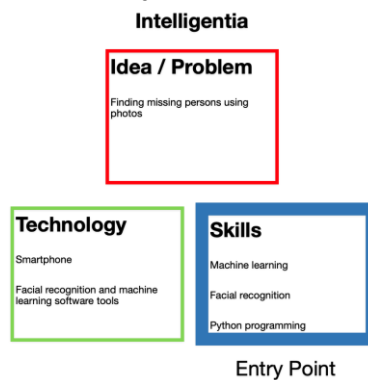 Intelligentia
Idea / Problem
Finding missing persons using
photos
Technology
Smartphone
Facial recognition and machine
learning software tools
Skills
Machine learning
Facial recognition
Python programming
Entry Point